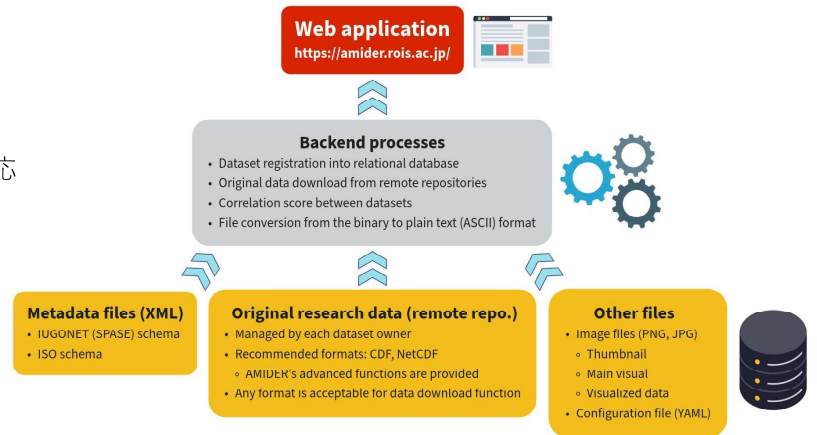 Web application
https://amider.rois.ac.jp/
応
Backend processes
• Dataset registration into relational database
• Original data download from remote repositories
• Correlation score between datasets
• File conversion from the binary to plain text (ASCII) format
Metadata files (XML)
• IUGONET (SPASE) schema
• ISO schema
Original research data (remote repo.)
• Managed by each dataset owner
• Recommended formats: CDF, NetCDF
∘ AMIDER's advanced functions are provided
• Any format is acceptable for data download function
Other files
• Image files (PNG, JPG)
∘ Thumbnail
∘ Main visual
∘ Visualized data
• Configuration file (YAML)